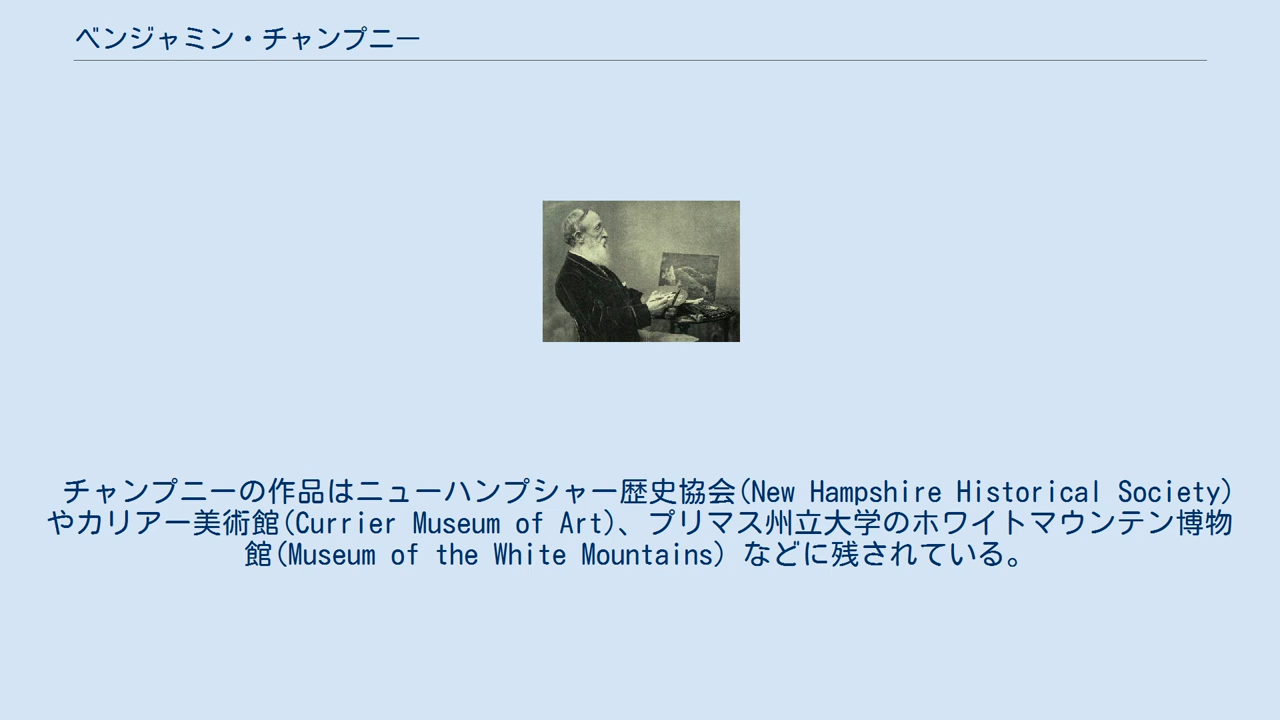 ベンジャミン・チャンプニー
チャンプニーの作品はニューハンプシャー歴史協会(New Hampshire Historical Society)
やカリアー美術館(Currier Museum of Art)、プリマス州立大学のホワイトマウンテン博物
館(Museum of the White Mountains) などに残されている。